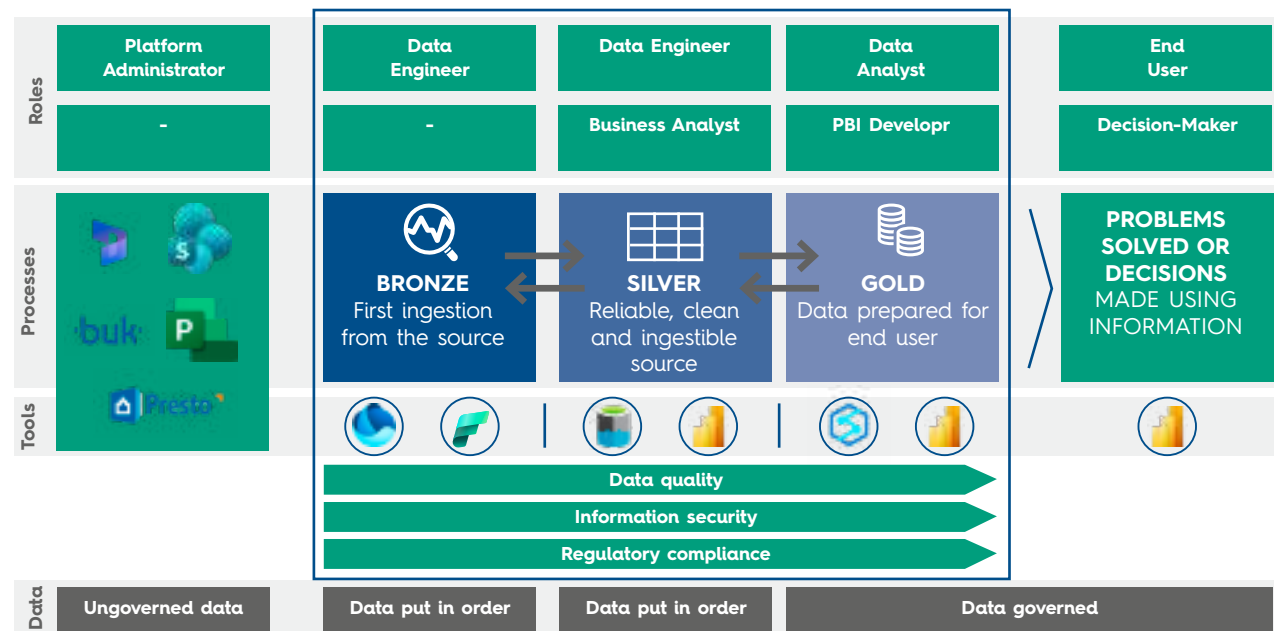 Roles
Platform
Administrator
Data
Engineer
Data Engineer
Data
Analyst
End
User
-
-
Business Analyst
PBI Developr
Decision-Maker
Processes
buk
P
S
Presto
BRONZE
First ingestion
from the source
SILVER
Reliable, clean
and ingestible
source
GOLD
Data prepared for
end user
PROBLEMS
SOLVED OR
DECISIONS
MADE USING
INFORMATION
Tools
Data quality
Information security
Regulatory compliance
Data
Ungoverned data
Data put in order
Data put in order
Data governed